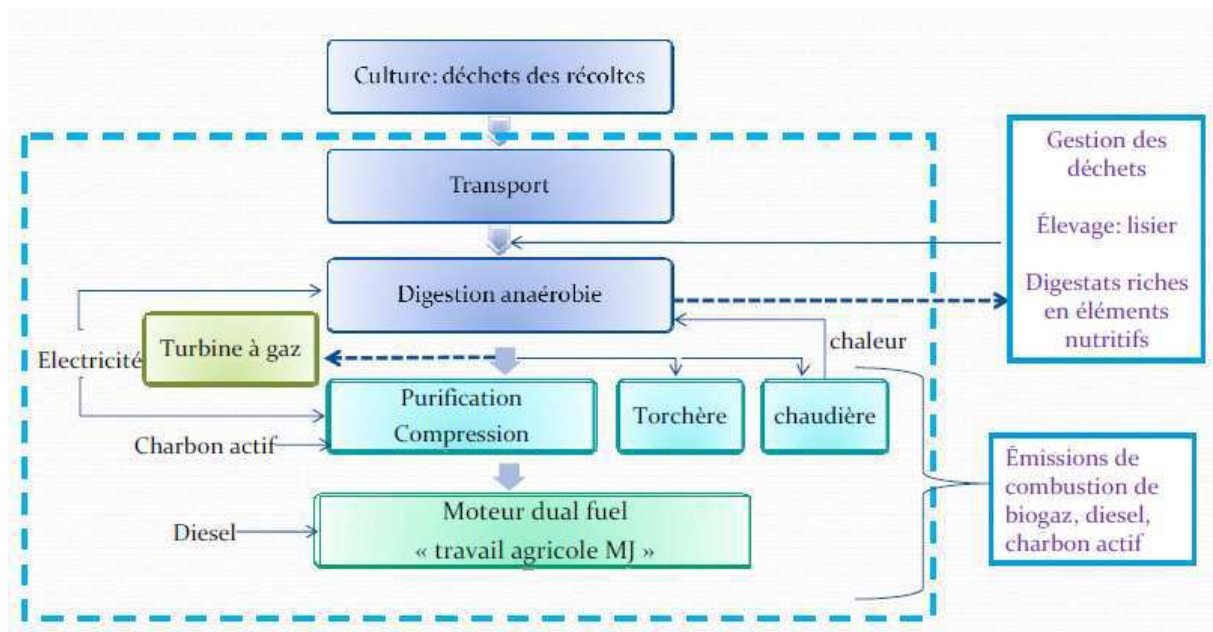 Culture: déchets des récoltes
Transport
Gestion des
déchets
Élevage: lisier
Digestats riches
en éléments
nutritifs
Digestion anaérobie
Electricité
Turbine à gaz
chaleur
Purification
Compression
Torchère
chaudière
Charbon actif
Émissions de
combustion de
biogaz, diesel,
charbon actif
Diesel
Moteur dual fuel
« travail agricole MJ »